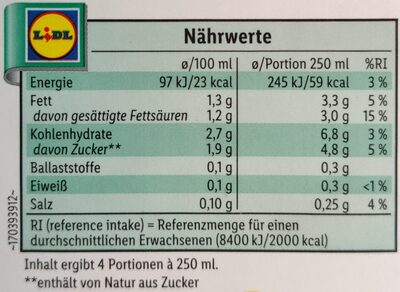 LIDL
Nährwerte
ø/100 ml ø/Portion 250 ml %RI
Energie 97 kJ/23 kcal 245 kJ/59 kcal 3 %
Fett 1,3 g 3,3 g 5 %
davon gesättigte Fettsäuren 1,2 g 3,0 g 15 %
Kohlenhydrate 2,7 g 6,8 g 3 %
davon Zucker** 1,9 g 4,8 g 5 %
Ballaststoffe 0,1 g 0,3 g
Eiweiß 0,1 g 0,3 g <1 %
Salz 0,10 g 0,25 g 4 %
RI (reference intake) = Referenzmenge für einen
durchschnittlichen Erwachsenen (8400 kJ/2000 kcal)
Inhalt ergibt 4 Portionen à 250 ml.
**enthält von Natur aus Zucker
~170393912~